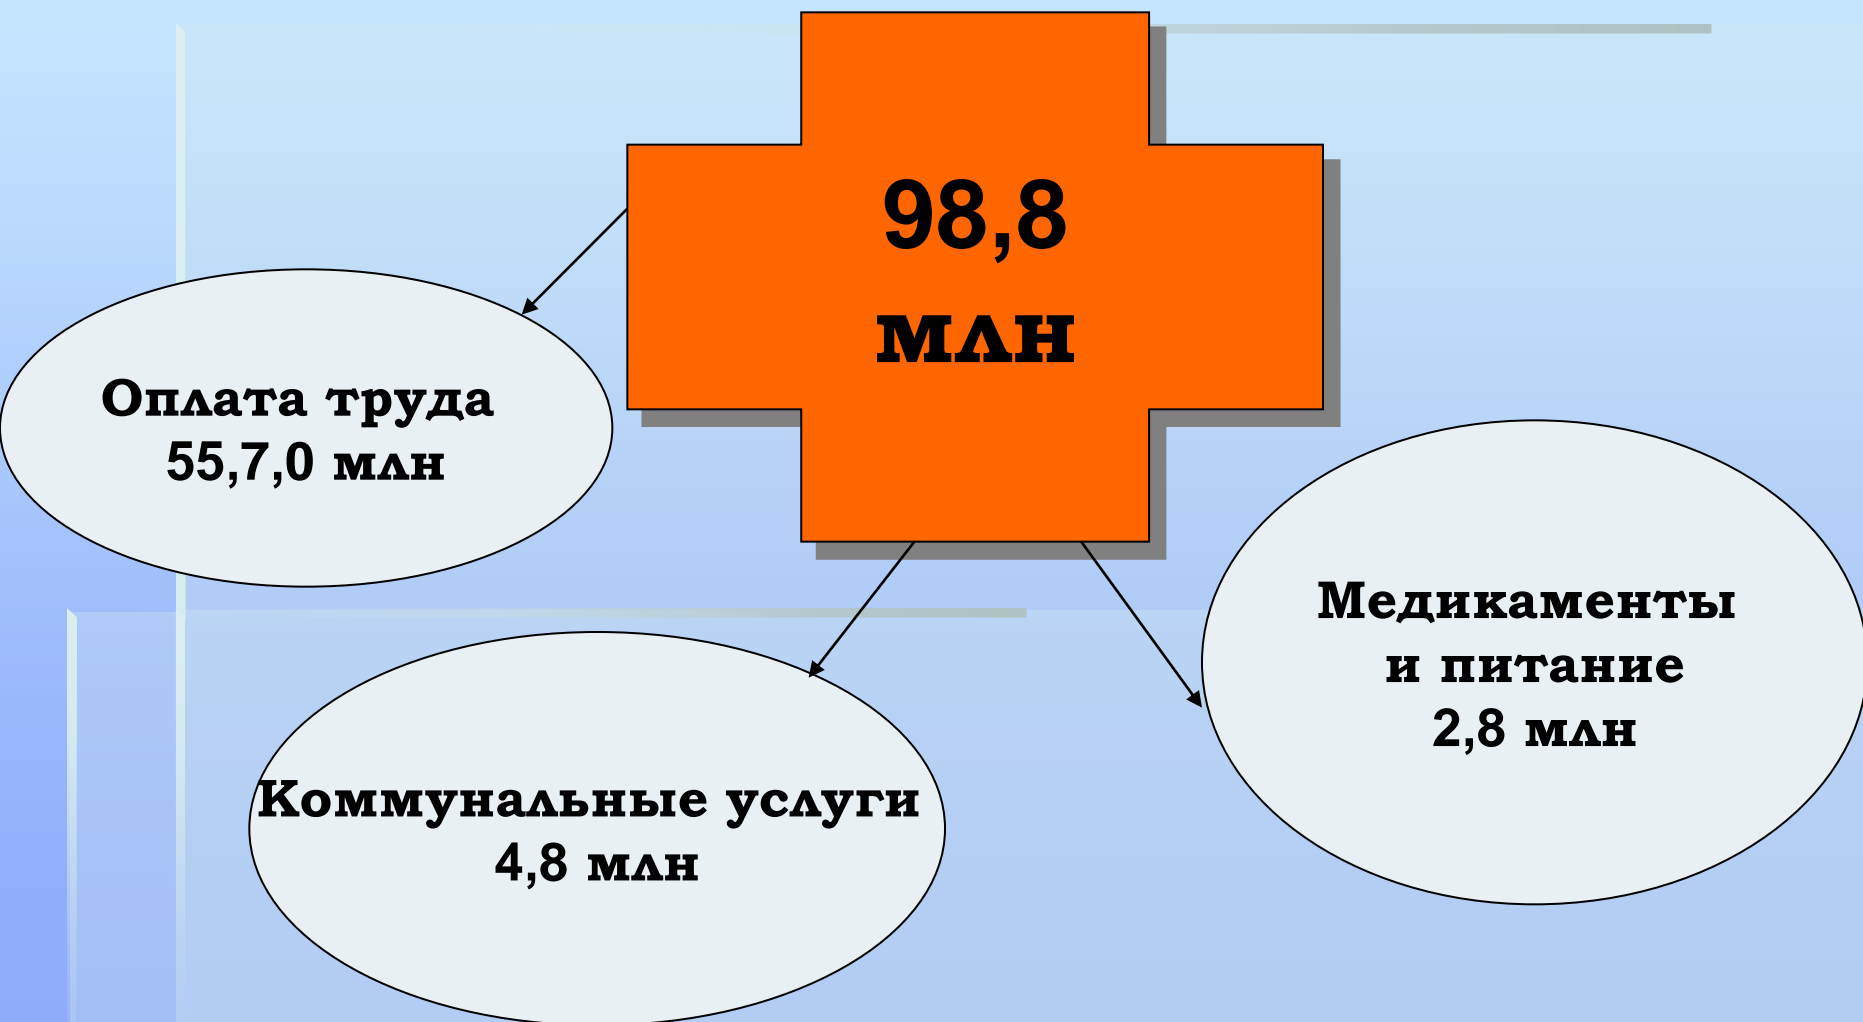 98,8
млн
Оплата труда
55,7,0 млн
Медикаменты
и питание
2,8 млн
Коммунальные услуги
4,8 млн